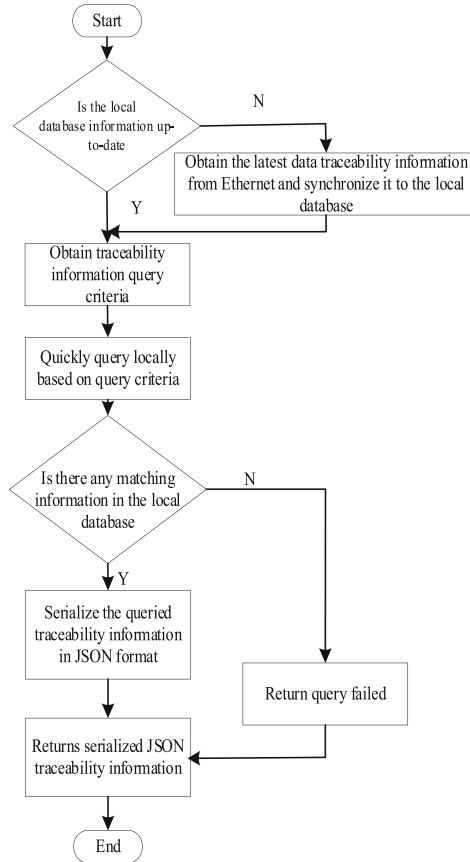 Start
Is the local
database information up-
to-date
N
Obtain the latest data traceability information
from Ethernet and synchronize it to the local
database
Y
Obtain traceability
information query
criteria
Quickly query locally
based on query criteria
Is there any matching
information in the local
database
N
Y
Serialize the queried
traceability information
in JSON format
Return query failed
Returns serialized JSON
traceability information
End